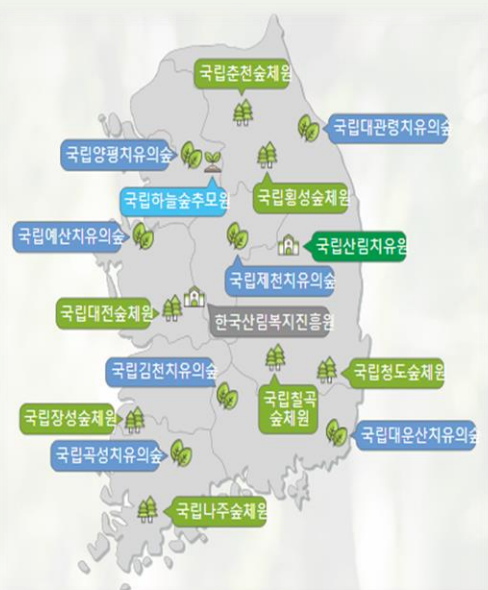 국립춘천숲체원
국립대관령치유의숲
국립양평치유의숲
국립하늘숲추모원
국립횡성숲체원
국립예산치유의숲
국립산림치유원
국립제천치유의숲
국립대전숲체원
한국산림복지진흥원
국립김천치유의숲
국립청도숲체원
국립칠곡
숲체원
국립장성숲체원
국립대운산치유의숲
국립곡성치유의숲
국립나주숲체원